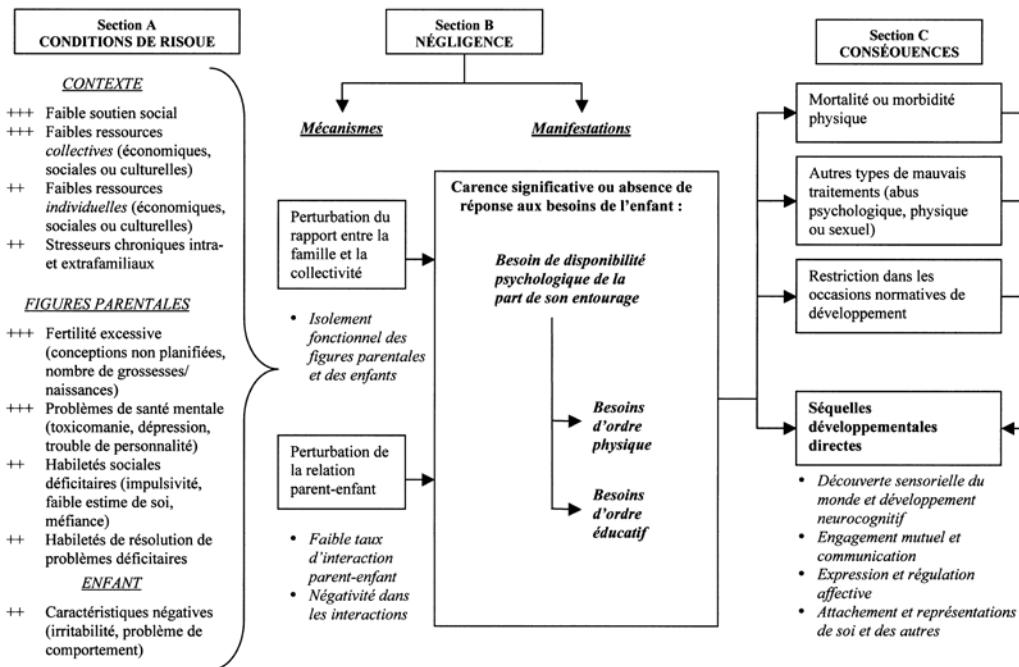 Section A
CONDITIONS DE RISOUE
CONTEXTE
+++ Faible soutien social
+++ Faibles ressources
collectives (économiques,
sociales ou culturelles)
++ Faibles ressources
individuelles (économiques,
sociales ou culturelles)
++ Stresseurs chroniques intra-
et extrafamiliaux
FIGURES PARENTALES
+++ Fertilité excessive
(conceptions non planifiées,
nombre de grossesses/
naissances)
+++ Problèmes de santé mentale
(toxicomanie, dépression,
trouble de personnalité)
++ Habiletés sociales
déficitaires (impulsivité,
faible estime de soi,
méfiance)
++ Habiletés de résolution de
problèmes déficitaires
ENFANT
++ Caractéristiques négatives
(irritabilité, problème de
comportement)
Section B
NÉGLIGENCE
Mécanismes
Perturbation du
rapport entre la
famille et la
collectivité
• Isolement
fonctionnel des
figures parentales
et des enfants
Perturbation de
la relation
parent-enfant
• Faible taux
d'interaction
parent-enfant
• Négativité dans
les interactions
Manifestations
Carence significative ou absence de
réponse aux besoins de l'enfant :
Besoin de disponibilité
psychologique de la
part de son entourage
Besoins
d'ordre
physique
Besoins
d'ordre
éducatif
Section C
CONSÉOUENCES
Mortalité ou morbidité
physique
Autres types de mauvais
traitements (abus
psychologique, physique
ou sexuel)
Restriction dans les
occasions normatives de
développement
Séquelles
développementales
directes
• Découverte sensorielle du
monde et développement
neurocognitif
• Engagement mutuel et
communication
• Expression et régulation
affective
• Attachement et représentations
de soi et des autres